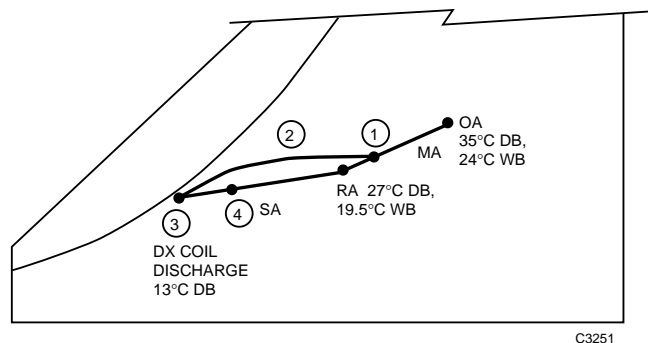 1
2
OA
35°C DB,
24°C WB
MA
RA 27°C DB,
19.5°C WB
4
SA
3
DX COIL
DISCHARGE
13°C DB
C3251